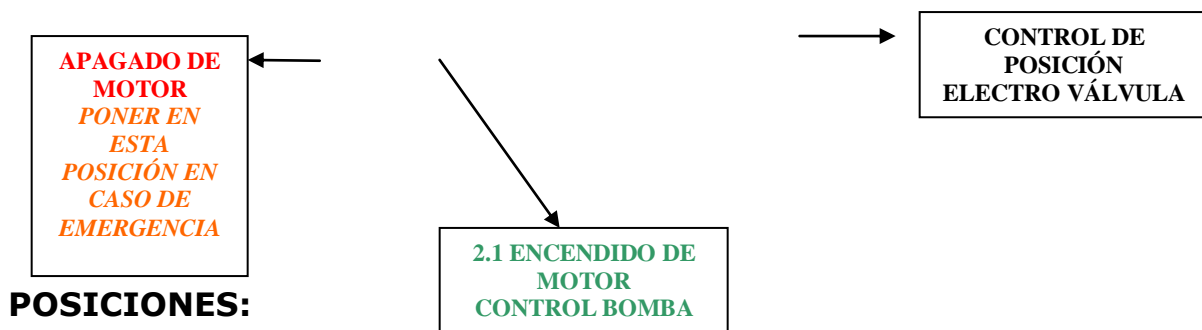 APAGADO DE
MOTOR
PONER EN
ESTA
POSICIÓN EN
CASO DE
EMERGENCIA
CONTROL DE
POSICIÓN
ELECTRO VÁLVULA
2.1 ENCENDIDO DE
MOTOR
CONTROL BOMBA
POSICIONES: